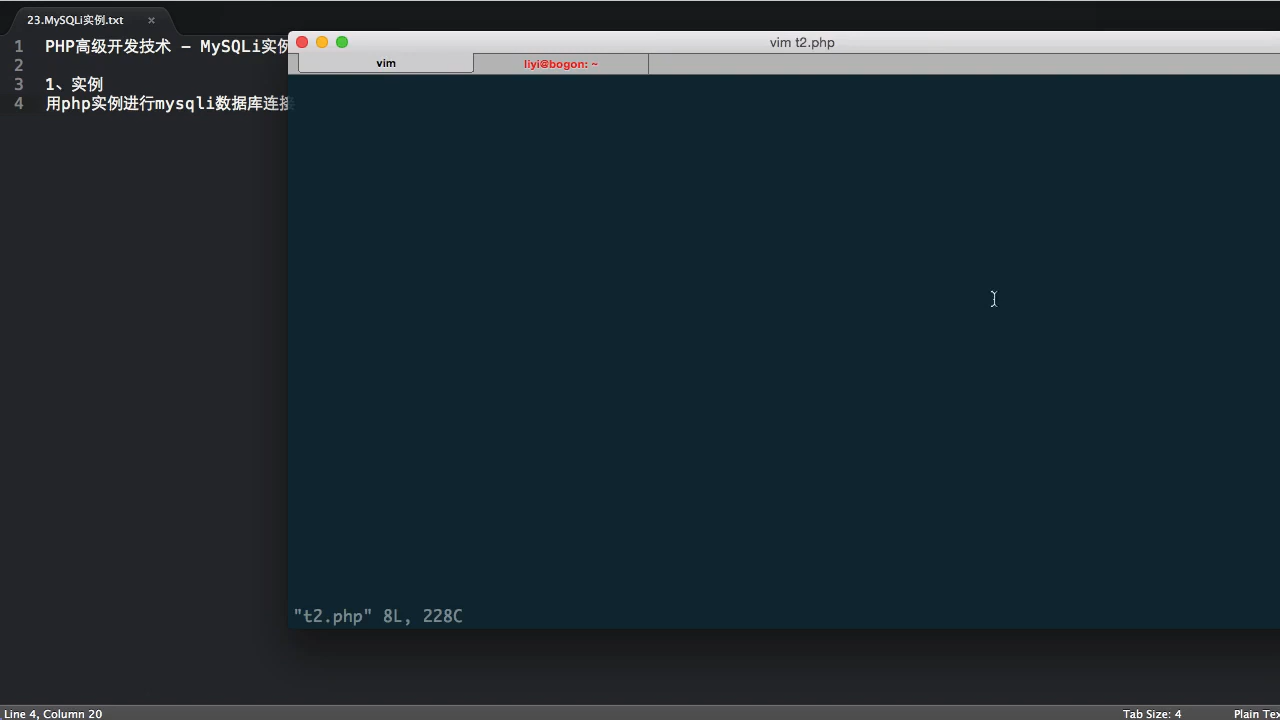 23.MySQLi实例.txt ×
1 PHP高级开发技术 - MySQLi实例
2
3 1、实例
4 用php实例进行mysqli数据库连接
vim t2.php
vim
liyi@bogon: ~
"t2.php" 8L, 228C
Line 4, Column 20
Tab Size: 4
Plain Tex